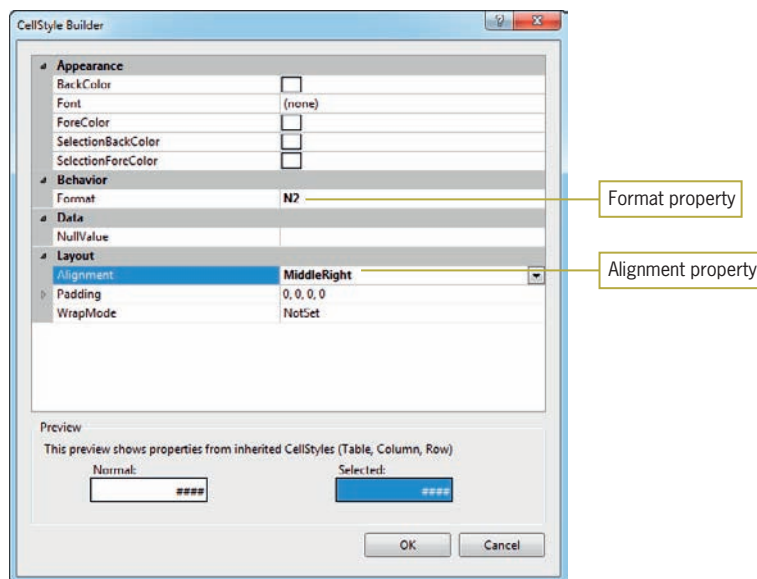 CellStyle Builder
?
Appearance
BackColor
Font (none)
ForeColor
SelectionBackColor
SelectionForeColor
Behavior
Format N2
Format property
Data
NullValue
Layout
Alignment MiddleRight
Alignment property
Padding 0, 0, 0, 0
WrapMode NotSet
Preview
This preview shows properties from inherited CellStyles (Table, Column, Row)
Normal: Selected:
#### ####
OK Cancel